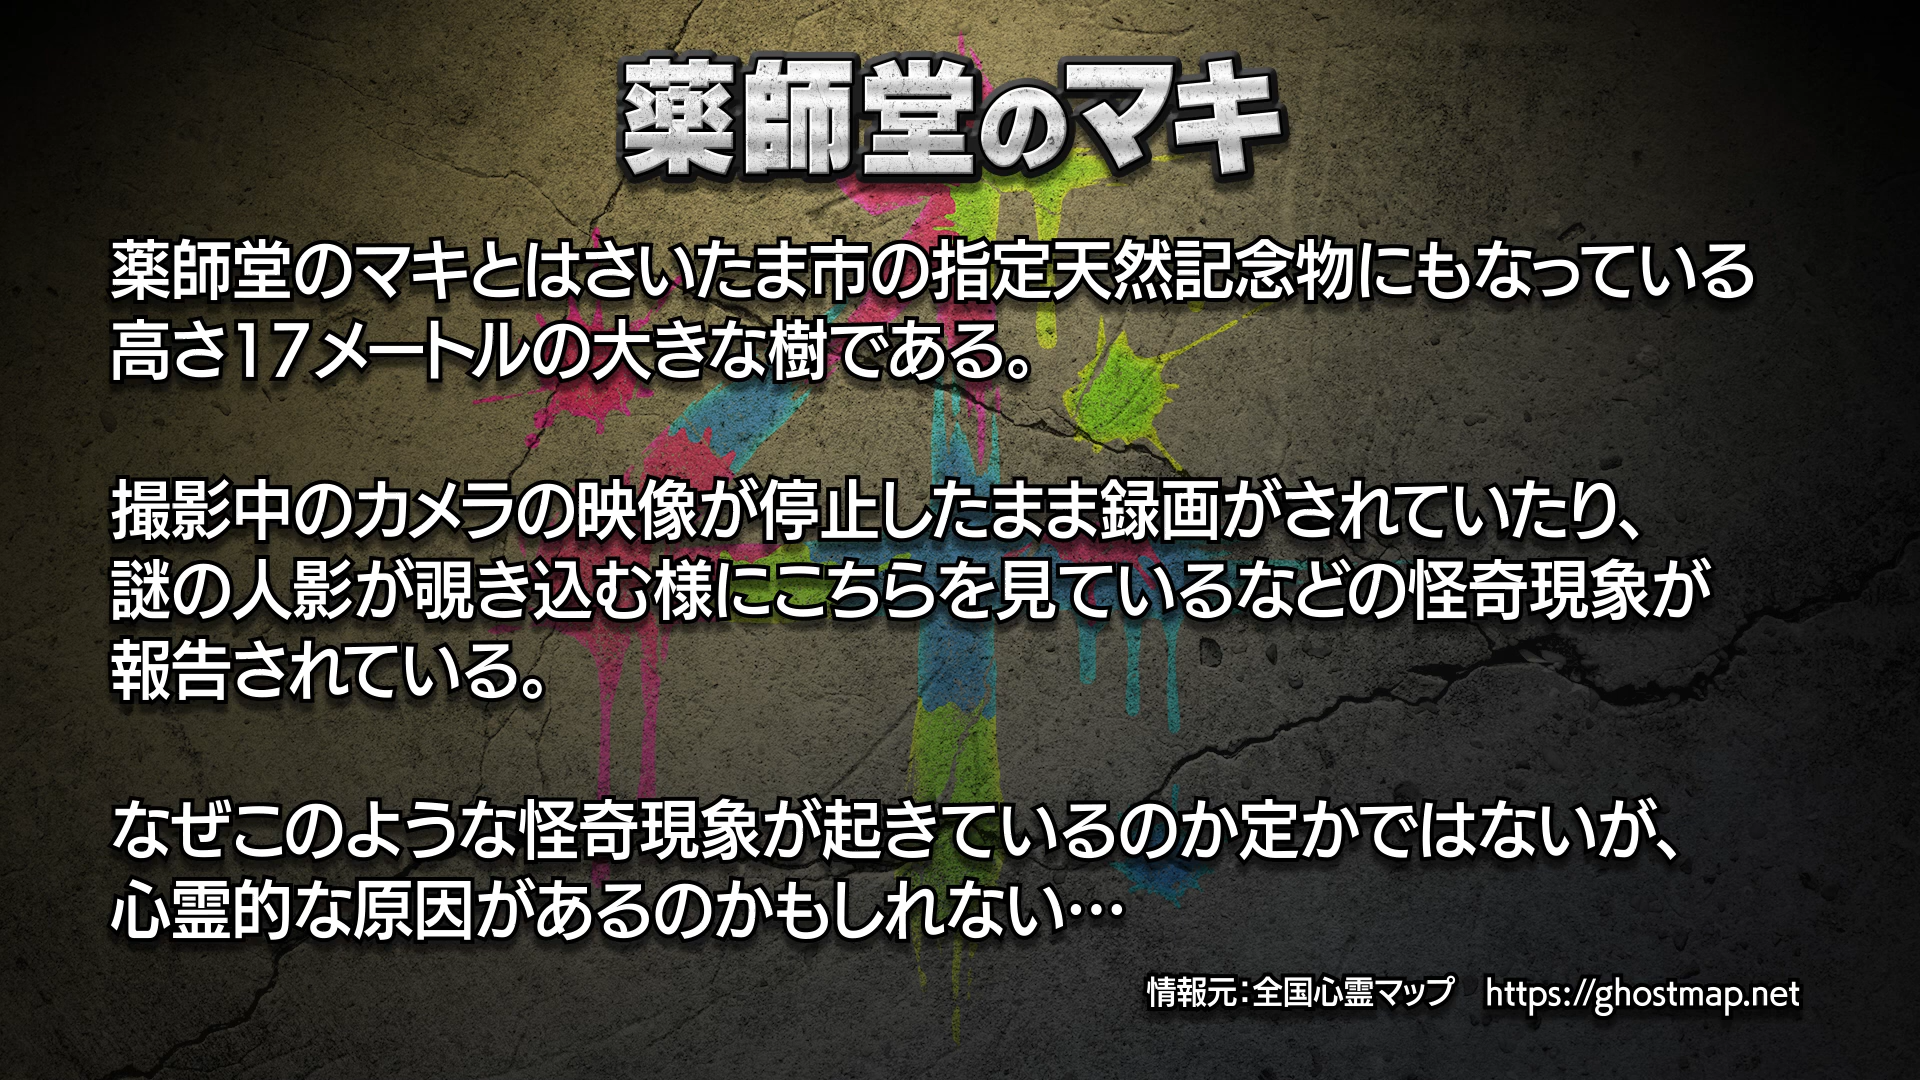 薬師堂のマキ
薬師堂のマキとはさいたま市の指定天然記念物にもなっている
高さ17メートルの大きな樹である。
撮影中のカメラの映像が停止したまま録画がされていたり、
謎の人影が覗き込む様にこちらを見ているなどの怪奇現象が
報告されている。
なぜこのような怪奇現象が起きているのか定かではないが、
心霊的な原因があるのかもしれない…
情報元：全国心霊マップ　https://ghostmap.net